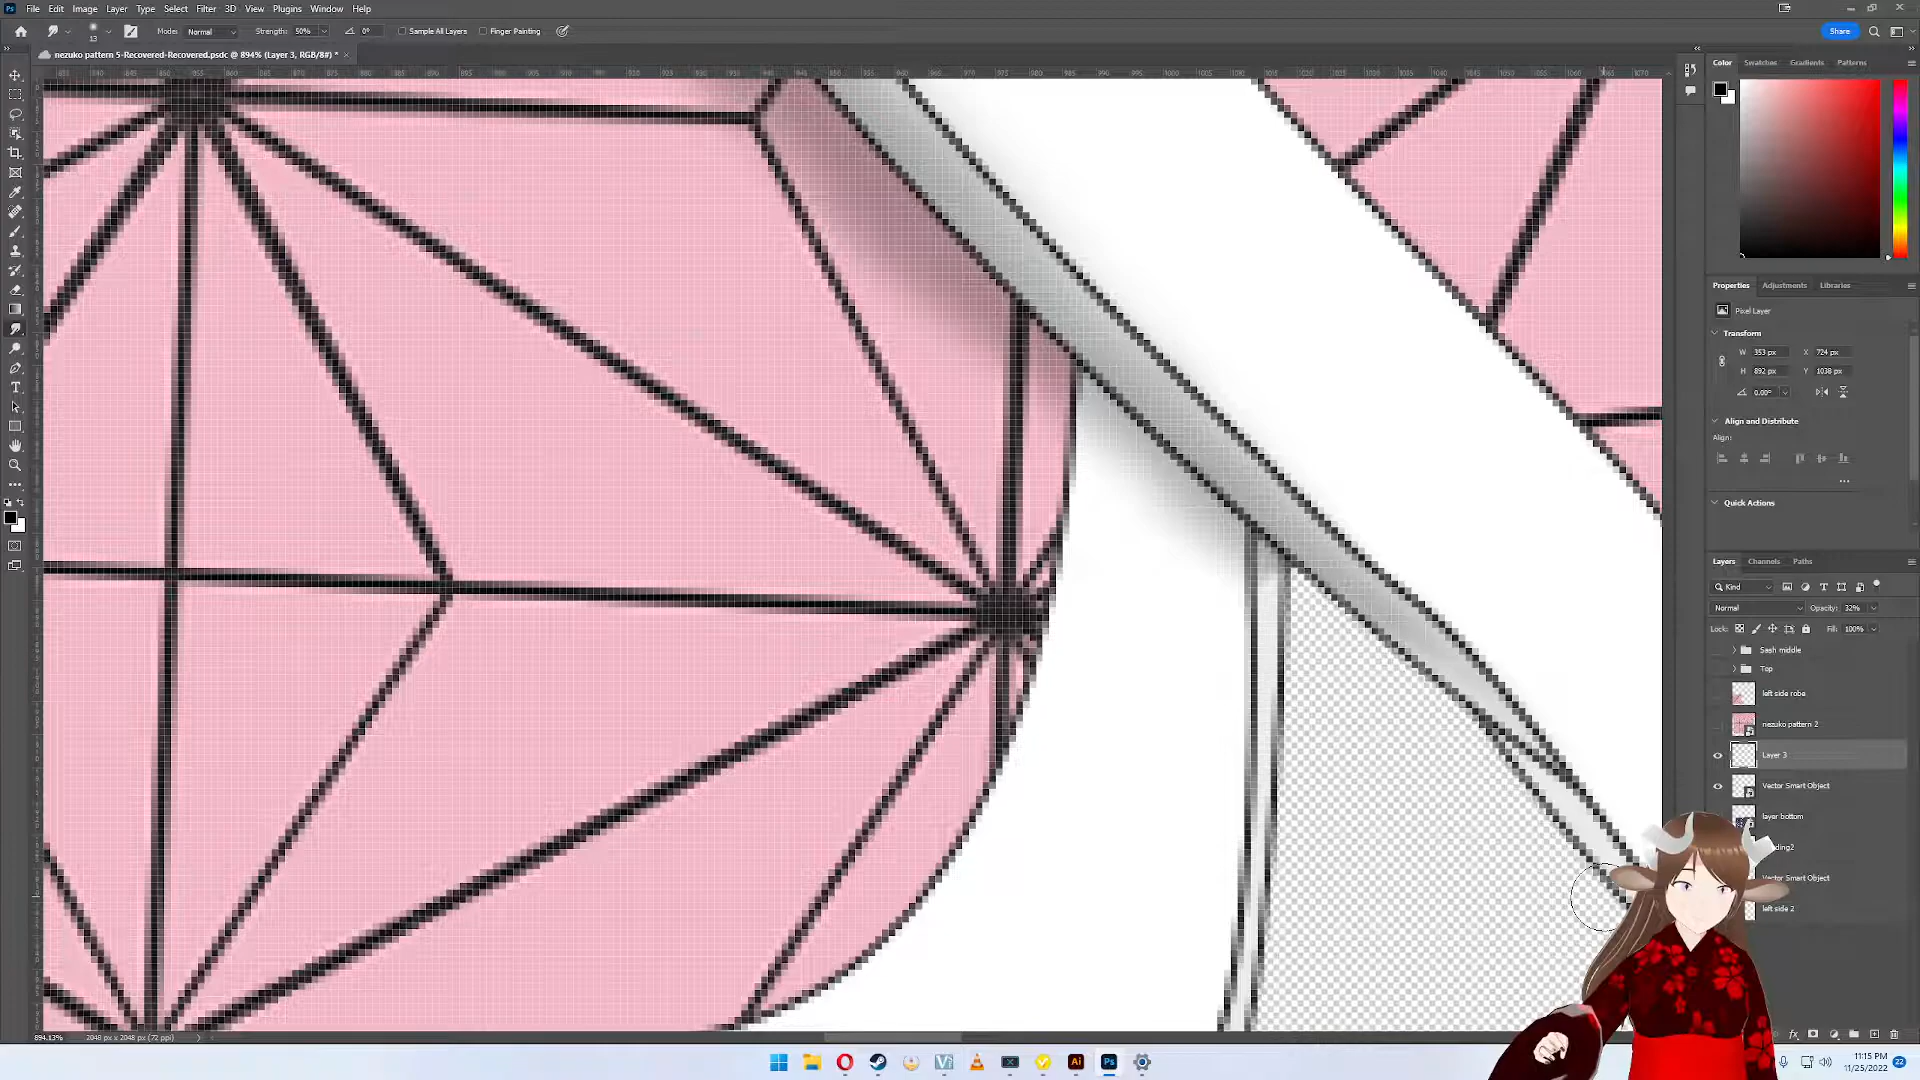 File Edit Image Layer Type Select Filter 3D View Plugins Window Help
13 Mode: Normal Strength: 50% 0° Sample All Layers Finger Painting Share
nezuko pattern 5-Recovered-Recovered.psdc @ 894% (Layer 3, RGB/8#) *
Color Swatches Gradients Patterns
Properties Adjustments Libraries
Pixel Layer
Transform
W 353 px X 724 px
H 892 px Y 1038 px
0.00°
Align and Distribute
Align:
Quick Actions
Layers Channels Paths
Kind
Normal Opacity: 32%
Lock: Fill: 100%
Sash middle
Top
left side robe
nezuko pattern 2
Layer 3
Vector Smart Object
layer bottom
Vector Smart Object
left side 2
894.13% 2048 px x 2048 px (72 ppi)
11:15 PM
11/25/2022
22